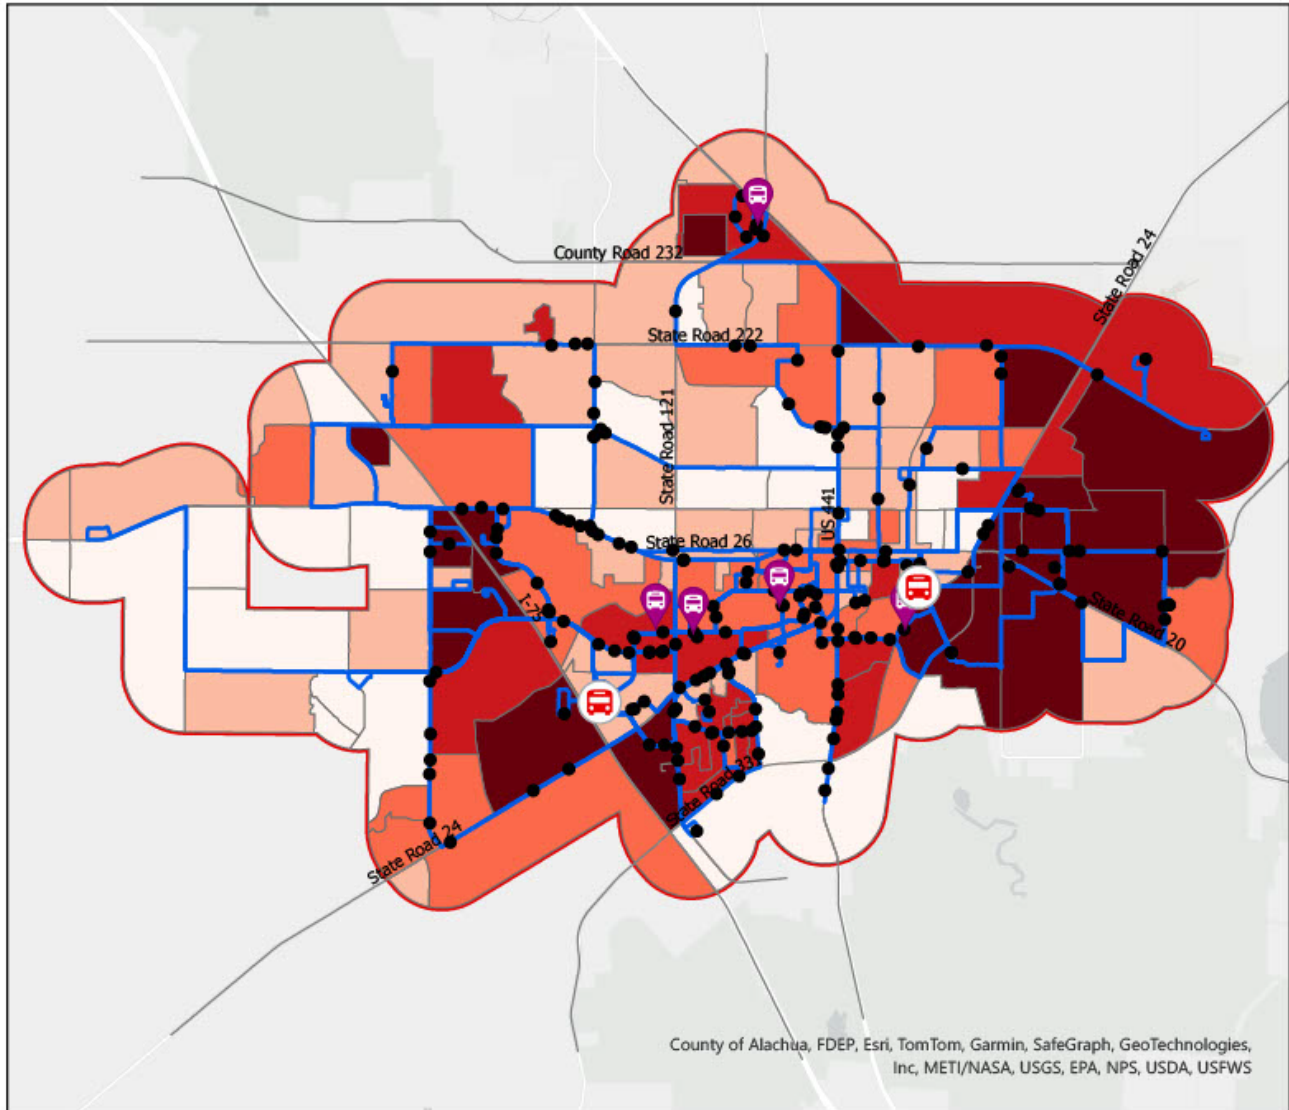 State Road 24
County Road 232
State Road 222
State Road 121
US 441
State Road 26
I-75
State Road 20
State Road 33
State Road 24
County of Alachua, FDEP, Esri, TomTom, Garmin, SafeGraph, GeoTechnologies,
Inc, METI/NASA, USGS, EPA, NPS, USDA, USFWS